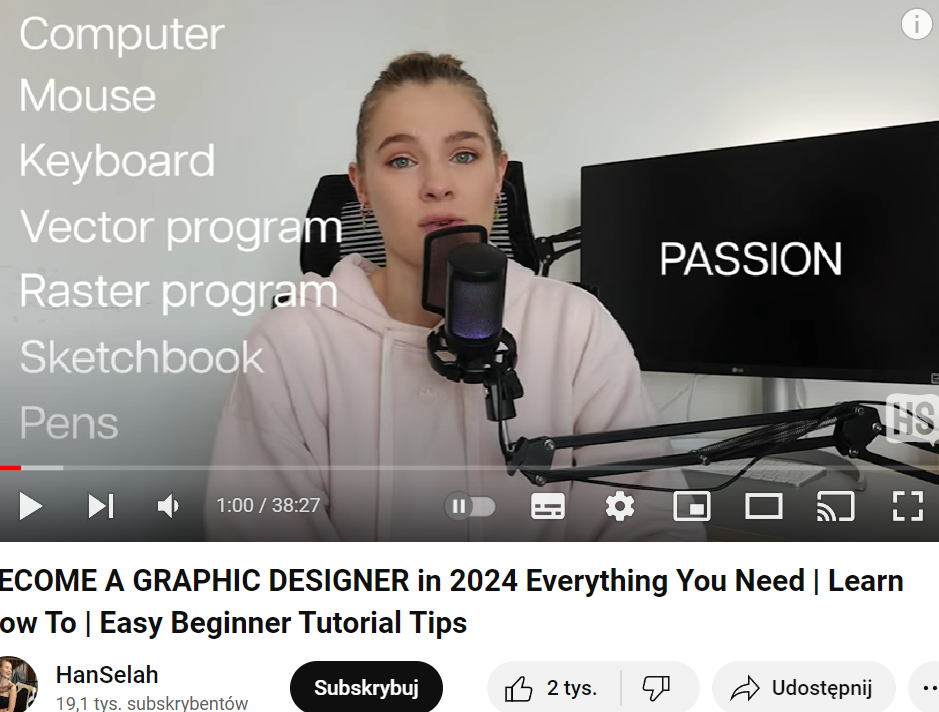 Computer
Mouse
Keyboard
Vector program
Raster program
Sketchbook
Pens
PASSION
LG
HS
1:00 / 38:27
ECOME A GRAPHIC DESIGNER in 2024 Everything You Need | Learn
ow To | Easy Beginner Tutorial Tips
HanSelah
19,1 tys. subskrybentów
Subskrybuj
2 tys.
Udostępnij